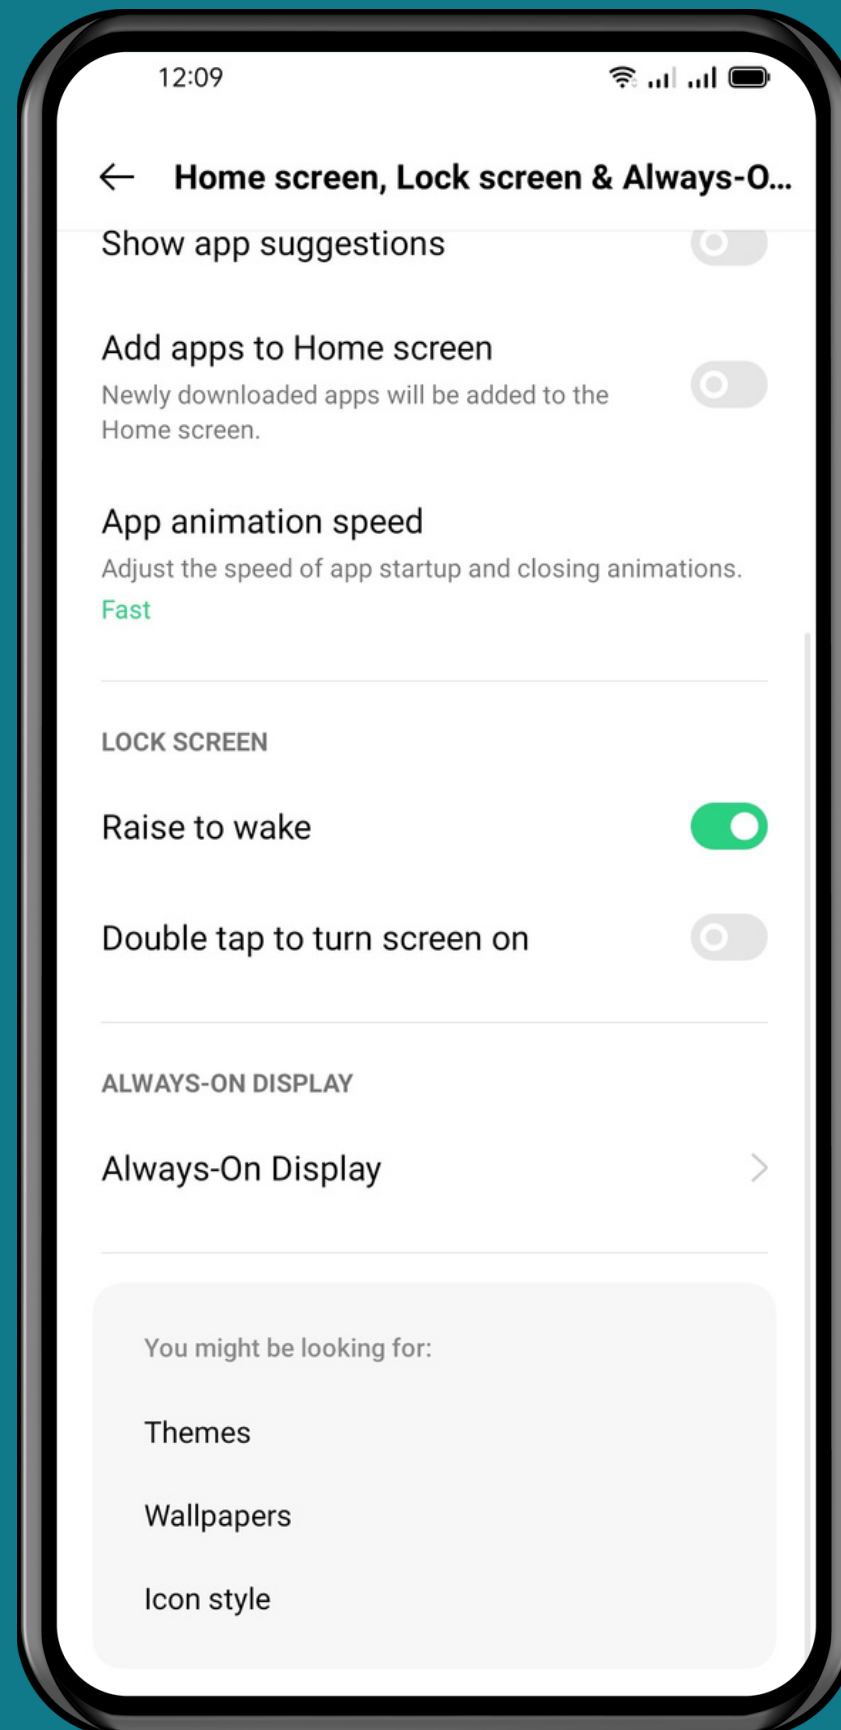 12:09
Home screen, Lock screen & Always-O...
Show app suggestions
Add apps to Home screen
Newly downloaded apps will be added to the
Home screen.
App animation speed
Adjust the speed of app startup and closing animations.
Fast
LOCK SCREEN
Raise to wake
Double tap to turn screen on
ALWAYS-ON DISPLAY
Always-On Display
You might be looking for:
Themes
Wallpapers
Icon style